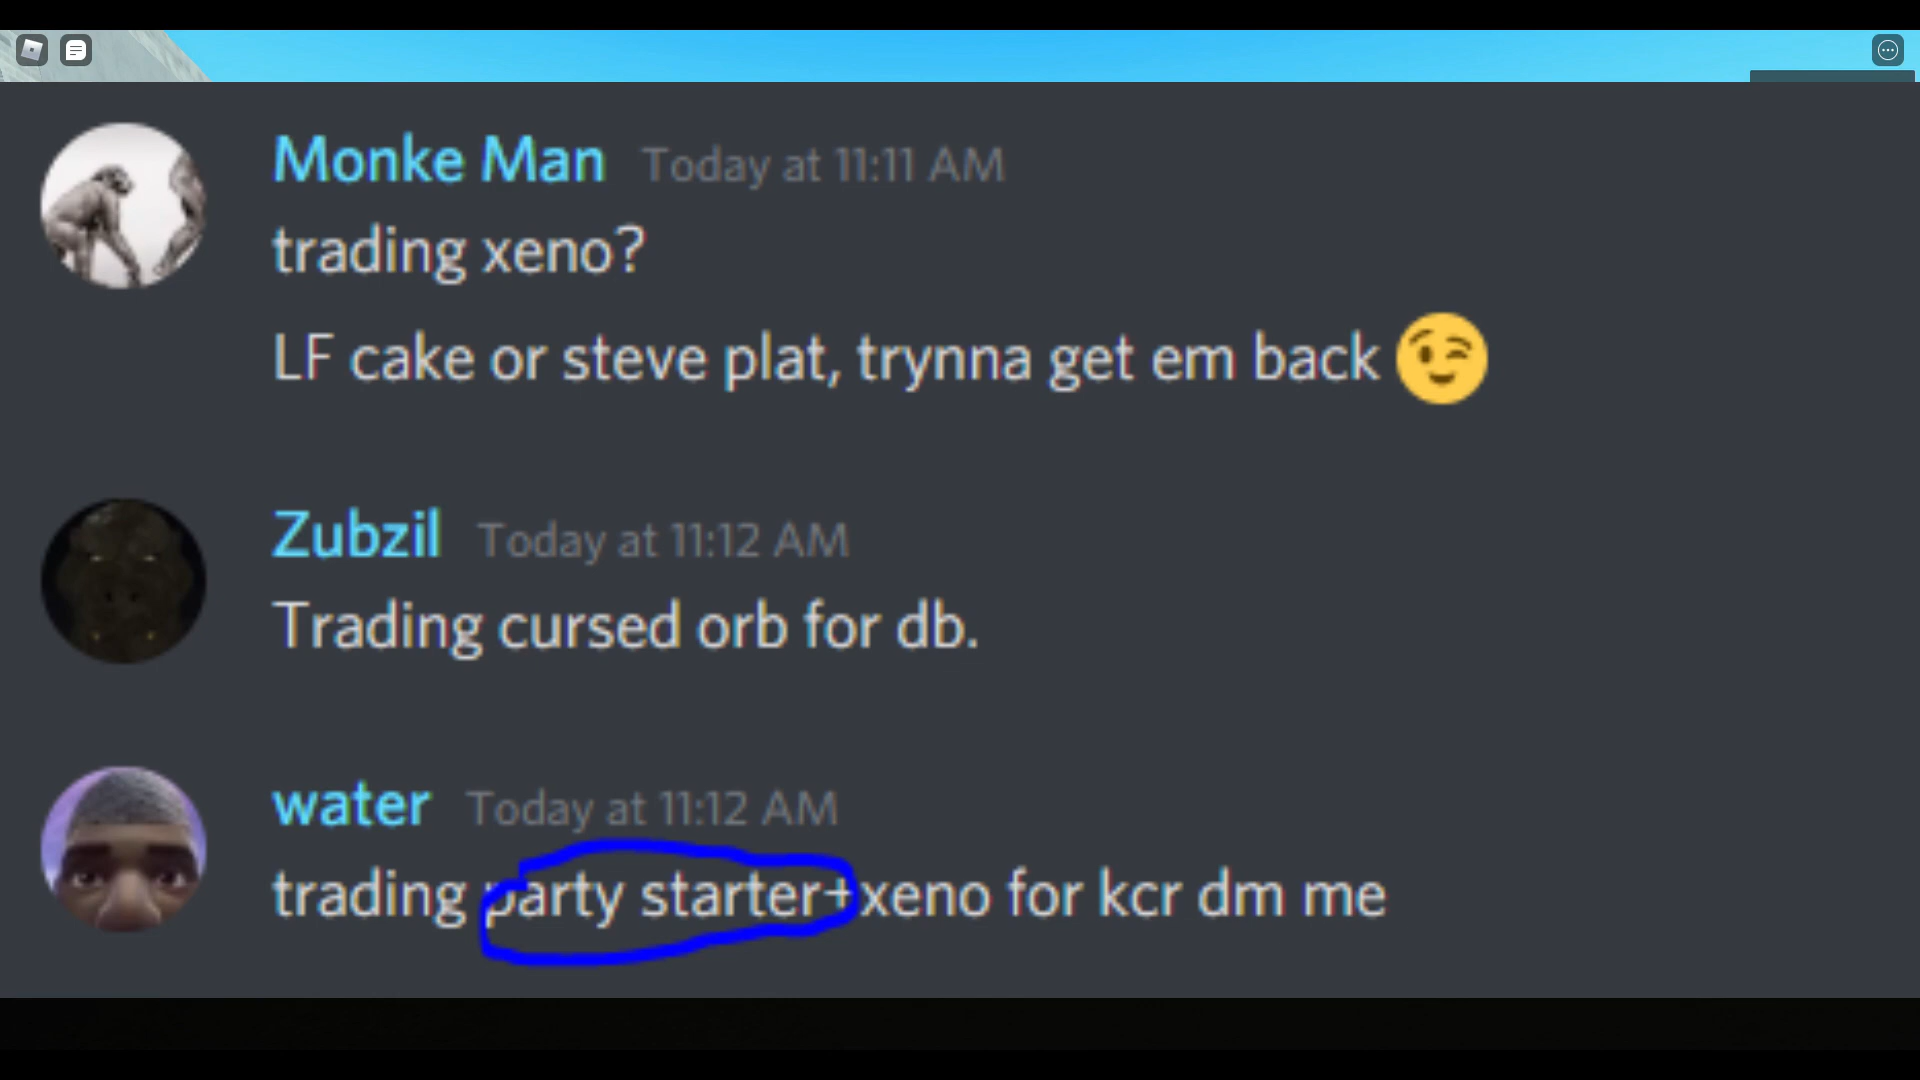 Monke Man Today at 11:11 AM
trading xeno?
LF cake or steve plat, trynna get em back
Zubzil Today at 11:12 AM
Trading cursed orb for db.
water Today at 11:12 AM
trading party starter+xeno for kcr dm me